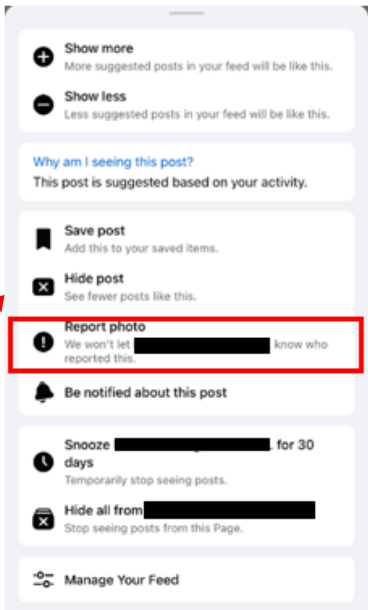 Show more
More suggested posts in your feed will be like this.
Show less
Less suggested posts in your feed will be like this.
Why am I seeing this post?
This post is suggested based on your activity.
Save post
Add this to your saved items.
Hide post
See fewer posts like this.
Report photo
We won't let know who
reported this.
Be notified about this post
Snooze . for 30
days
Temporarily stop seeing posts.
Hide all from
Stop seeing posts from this Page.
Manage Your Feed